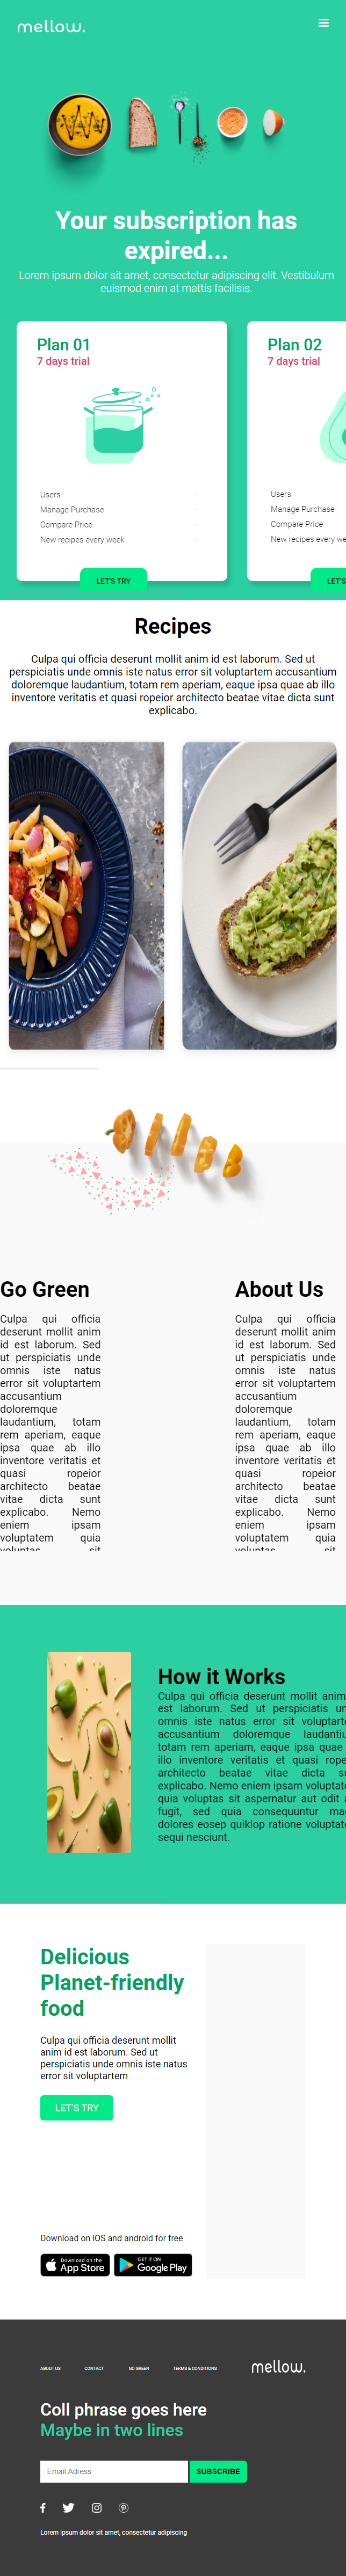 mellow.
Your subscription has
expired...
Lorem ipsum dolor sit amet, consectetur adipiscing elit. Vestibulum
euismod enim at mattis facilisis.
Plan 01
7 days trial
Users -
Manage Purchase -
Compare Price -
New recipes every week -
LET'S TRY
Plan 02
7 days trial
Users
Manage Purchase
Compare Price
New recipes every we
LET'S
Recipes
Culpa qui officia deserunt mollit anim id est laborum. Sed ut
perspiciatis unde omnis iste natus error sit voluptartem accusantium
doloremque laudantium, totam rem aperiam, eaque ipsa quae ab illo
inventore veritatis et quasi ropeior architecto beatae vitae dicta sunt
explicabo.
Go Green
Culpa qui officia
deserunt mollit anim
id est laborum. Sed
ut perspiciatis unde
omnis iste natus
error sit voluptartem
accusantium
doloremque
laudantium, totam
rem aperiam, eaque
ipsa quae ab illo
inventore veritatis et
quasi ropeior
architecto beatae
vitae dicta sunt
explicabo. Nemo
eniem ipsam
voluptatem quia
voluptas sit
About Us
Culpa qui officia
deserunt mollit anim
id est laborum. Sed
ut perspiciatis unde
omnis iste natus
error sit voluptartem
accusantium
doloremque
laudantium, totam
rem aperiam, eaque
ipsa quae ab illo
inventore veritatis et
quasi ropeior
architecto beatae
vitae dicta sunt
explicabo. Nemo
eniem ipsam
voluptatem quia
voluptas sit
How it Works
Culpa qui officia deserunt mollit anim
est laborum. Sed ut perspiciatis un
omnis iste natus error sit voluptarte
accusantium doloremque laudantiu
totam rem aperiam, eaque ipsa quae
illo inventore veritatis et quasi rope
architecto beatae vitae dicta su
explicabo. Nemo eniem ipsam voluptate
quia voluptas sit aspernatur aut odit a
fugit, sed quia consequuntur ma
dolores eosep quiklop ratione voluptate
sequi nesciunt.
Delicious
Planet-friendly
food
Culpa qui officia deserunt mollit
anim id est laborum. Sed ut
perspiciatis unde omnis iste natus
error sit voluptartem
LET'S TRY
Download on iOS and android for free
Download on the
App Store
GET IT ON
Google Play
ABOUT US CONTACT GO GREEN TERMS & CONDITIONS mellow.
Coll phrase goes here
Maybe in two lines
Email Adress SUBSCRIBE
Lorem ipsum dolor sit amet, consectetur adipiscing